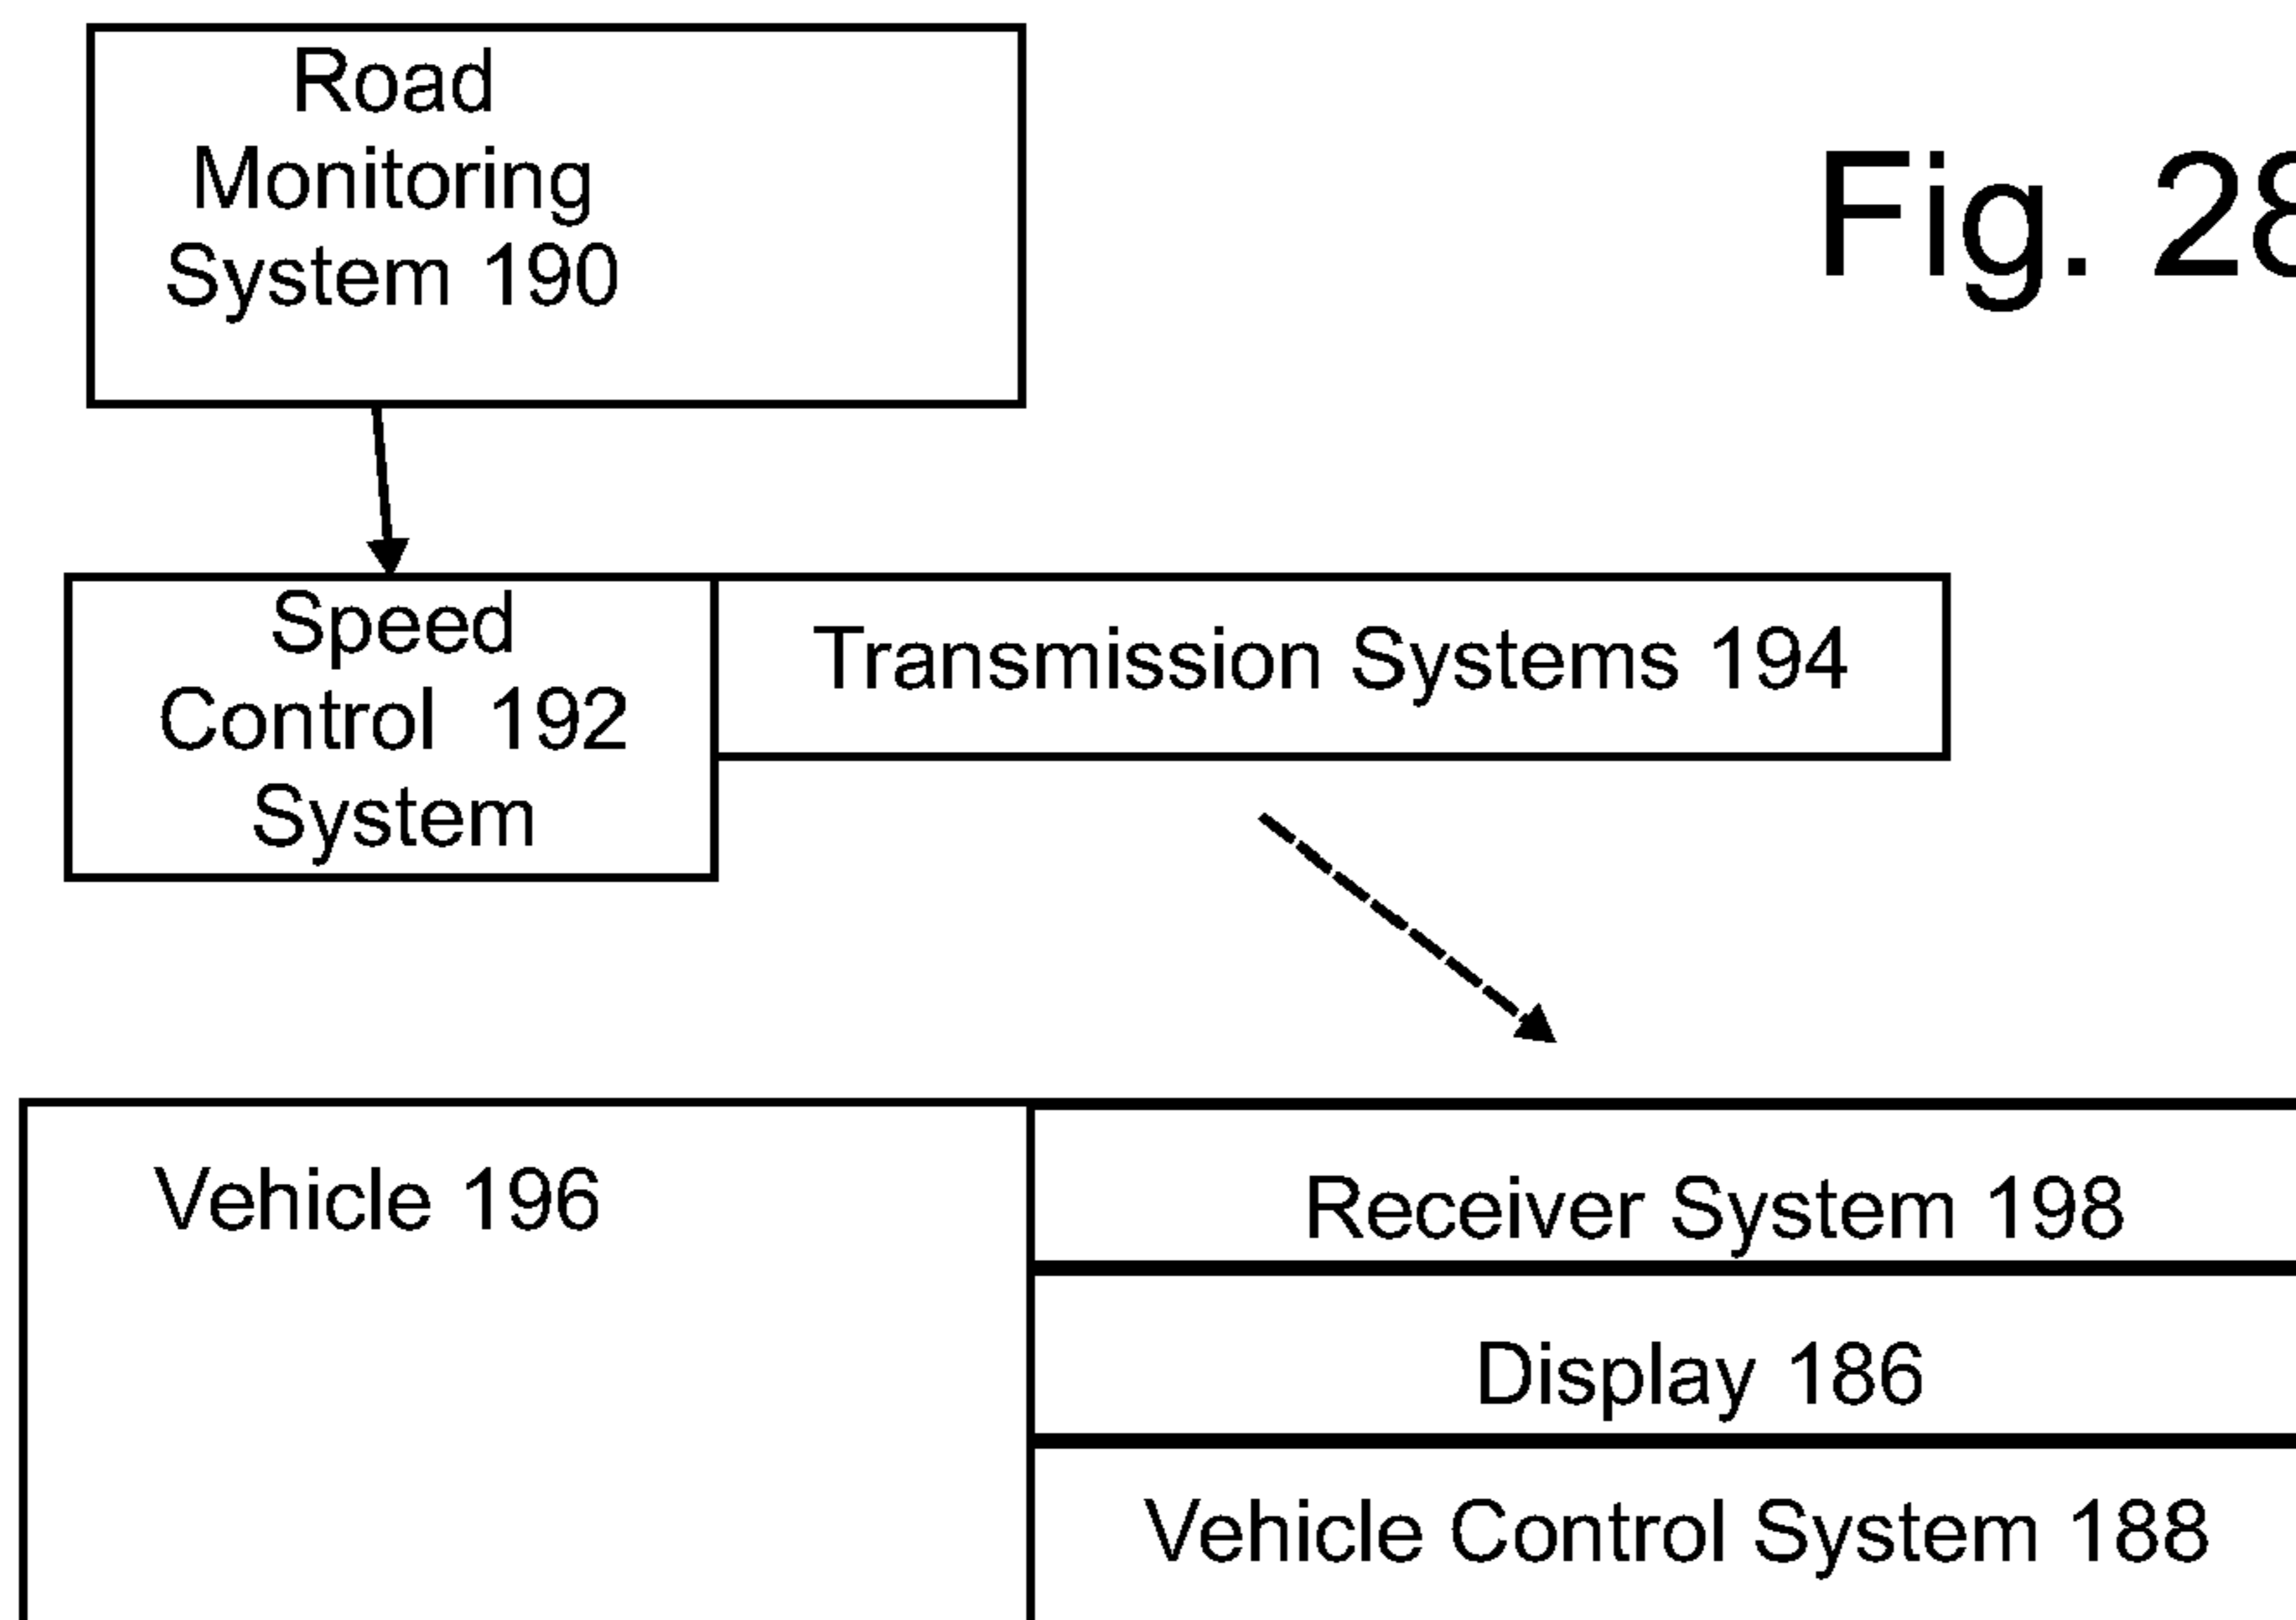 Road
Monitoring
System 190
Fig. 28
Speed
Control 192
System
Transmission Systems 194
Vehicle 196
Receiver System 198
Display 186
Vehicle Control System 188